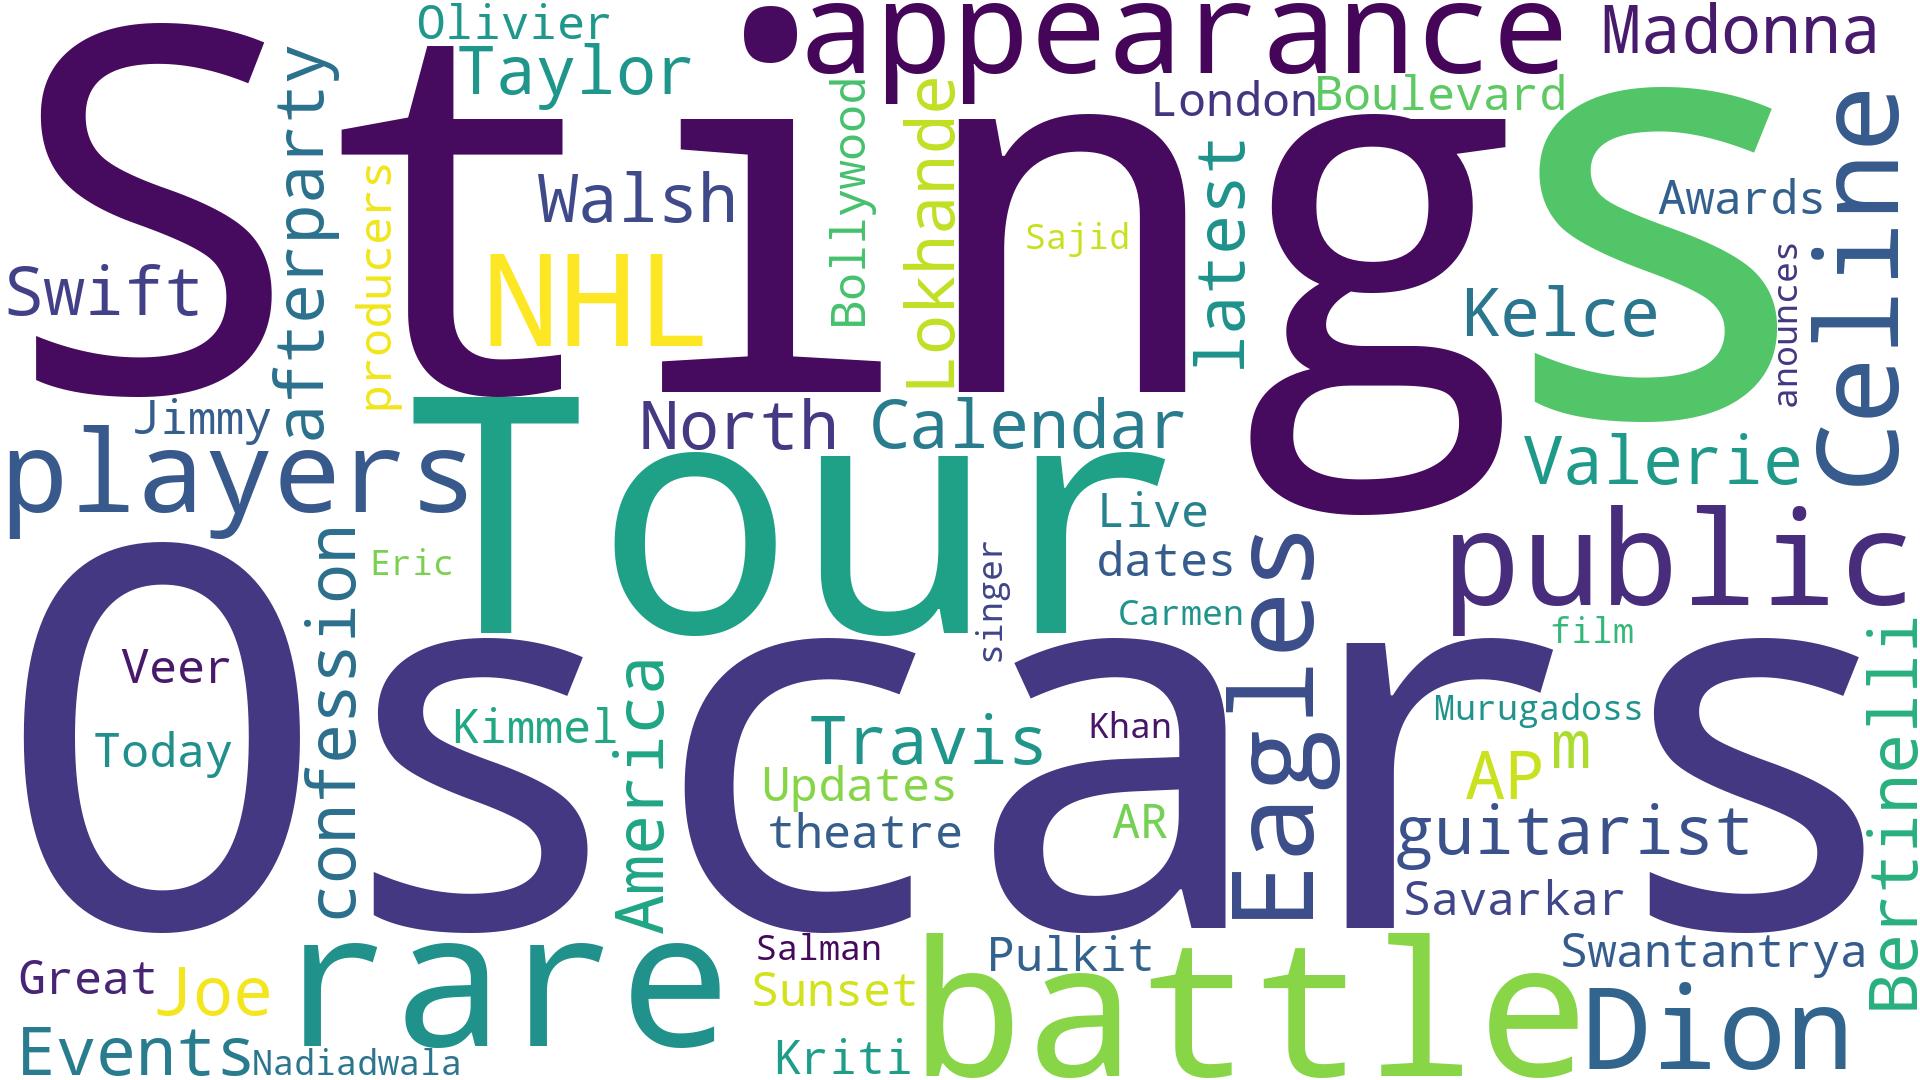 Olivier
•appearance
Madonna
Taylor
Sting
S
London
Boulevard
afterparty
producers
Bollywood
Lokhande
latest
Celine
Walsh
Awards
Sajid
Swift
NHL
Kelce
announces
Jimmy
North
Calendar
players
Tour
Valerie
Live
public
Eric
dates
singer
Carmen
film
confession
Eagles
Oscars
Veer
America
Bertinelli
Kimmel
Travis
Khan
Murugadoss
Today
m
AP
Updates
theatre
AR
guitarist
Savarkar
rare
Salman
battle
Pulkit
Swantantrya
Great
Joe
Sunset
Dion
Events
Nadiadwala
Kriti